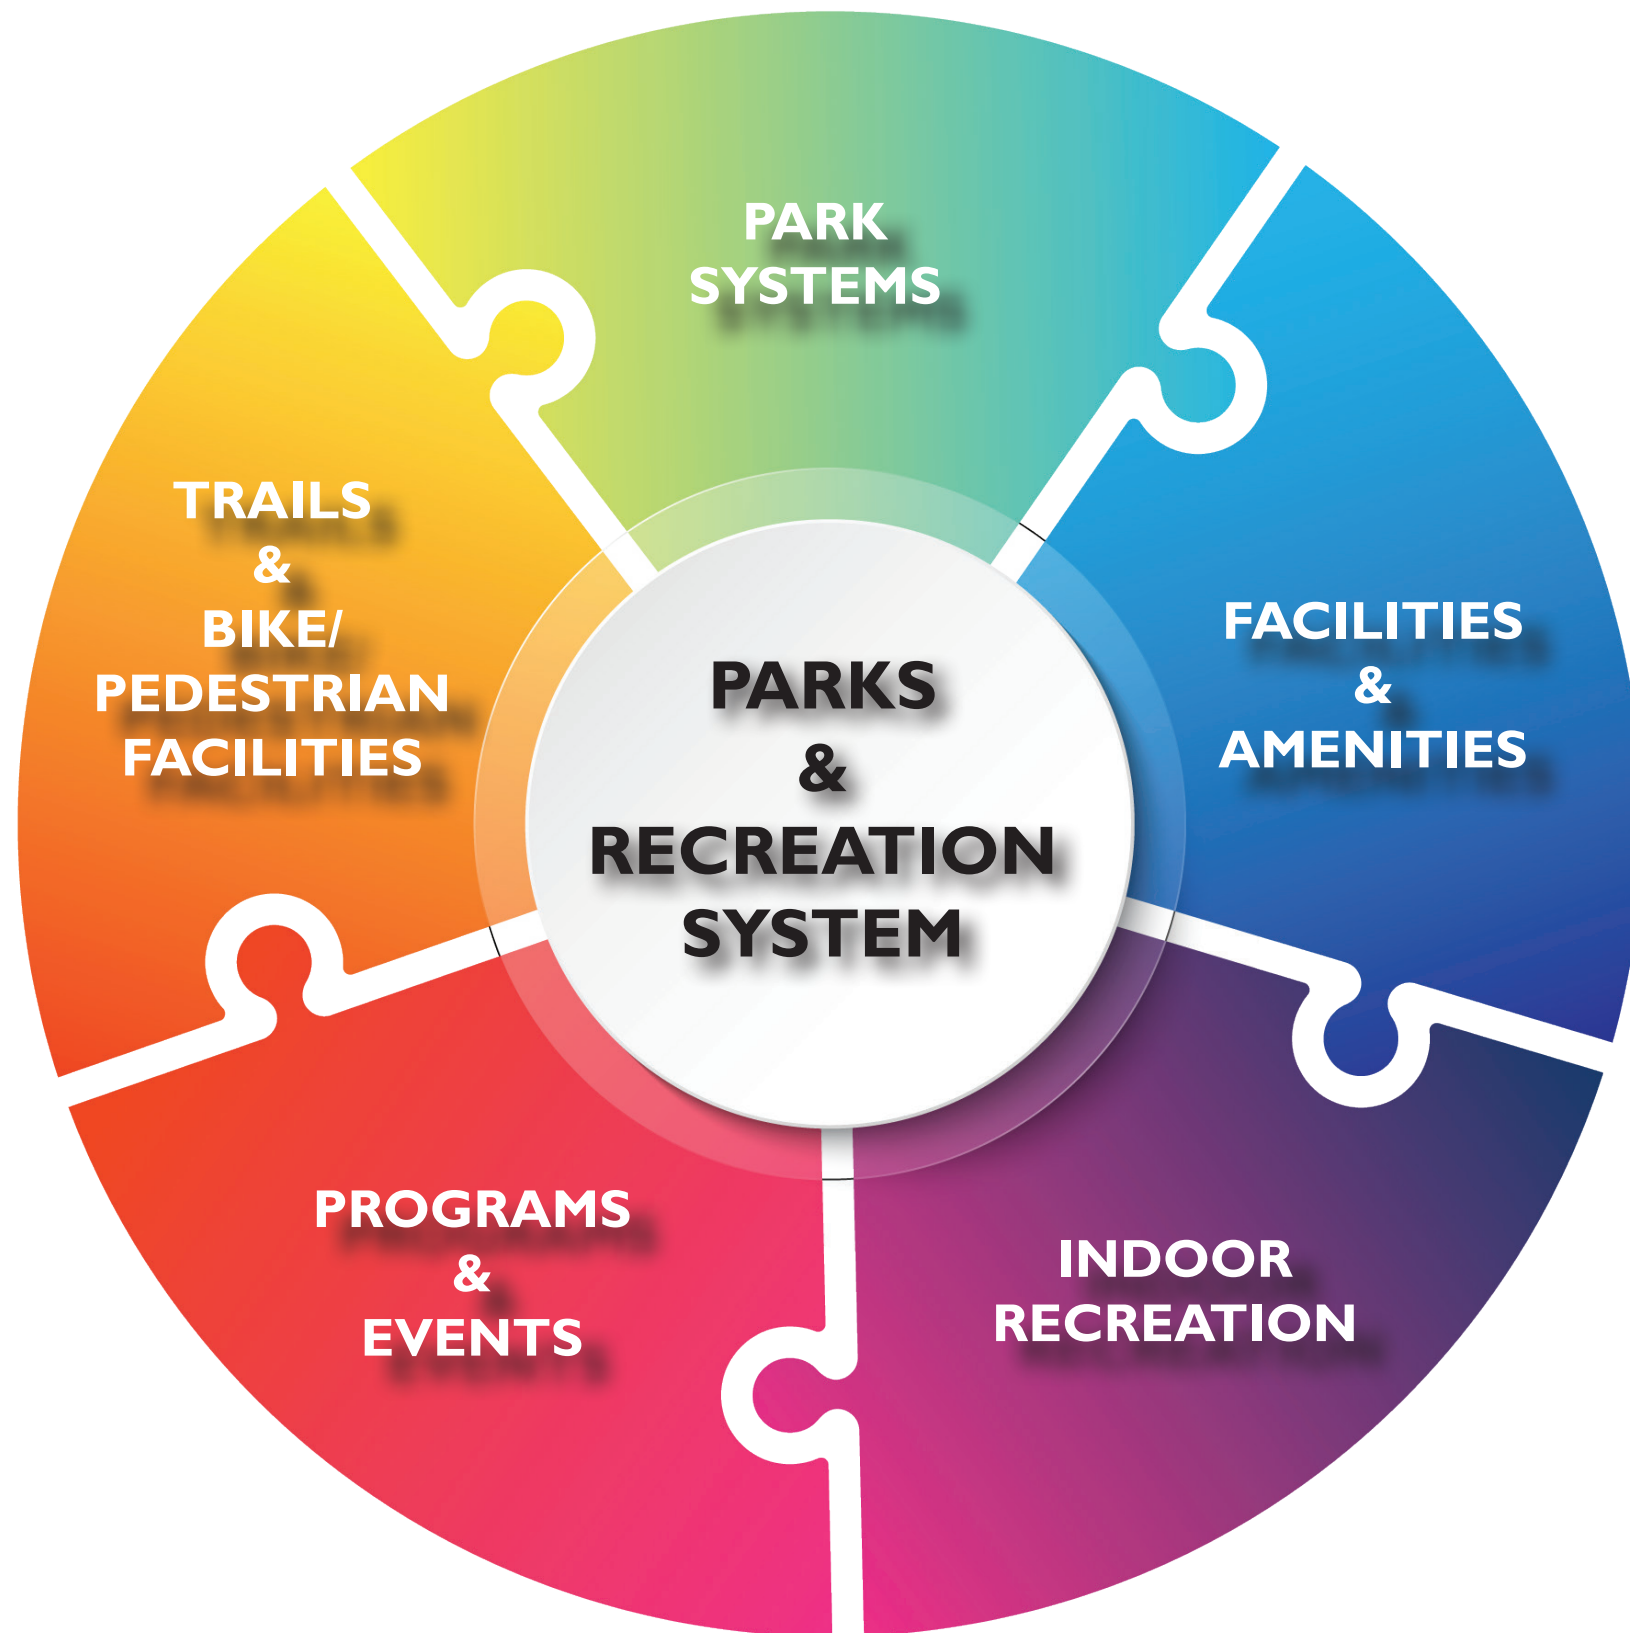 PARK
SYSTEMS
FACILITIES
&
AMENITIES
INDOOR
RECREATION
PROGRAMS
&
EVENTS
TRAILS
&
BIKE/
PEDESTRIAN
FACILITIES
PARKS
&
RECREATION
SYSTEM